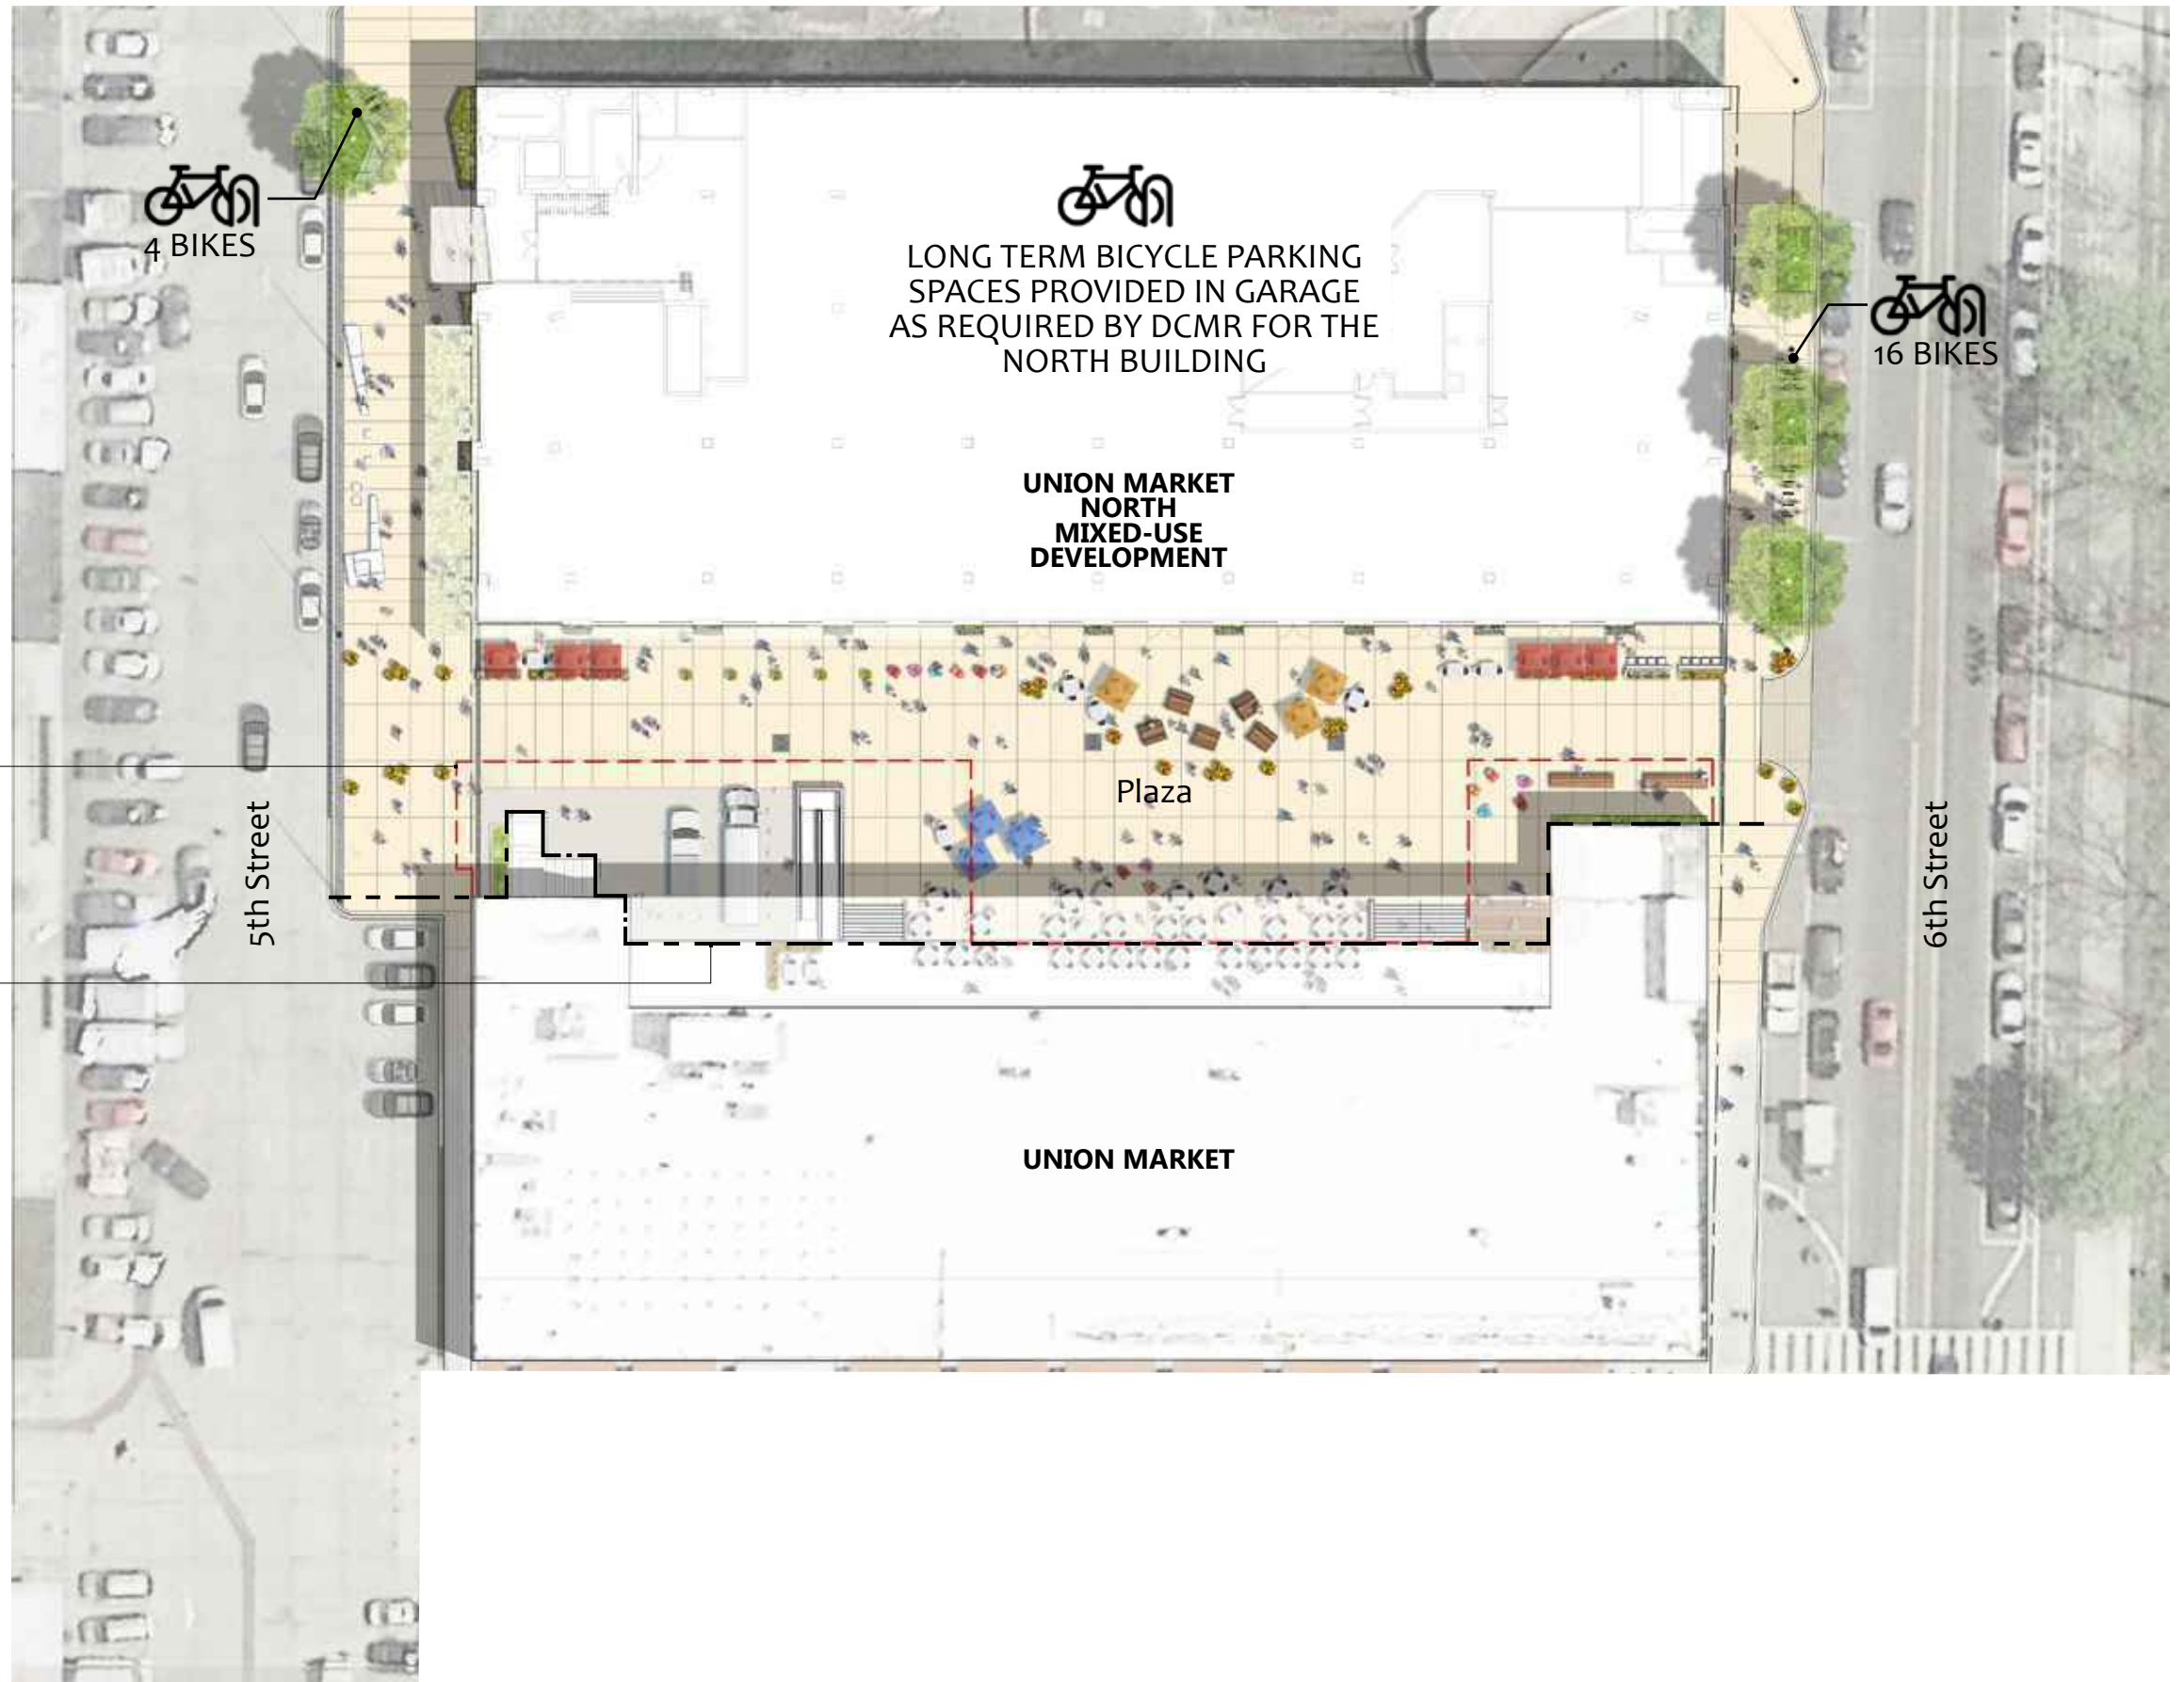 4 BIKES
LONG TERM BICYCLE PARKING
SPACES PROVIDED IN GARAGE
AS REQUIRED BY DCMR FOR THE
NORTH BUILDING
16 BIKES
UNION MARKET
NORTH
MIXED-USE
DEVELOPMENT
Plaza
5th Street
6th Street
UNION MARKET